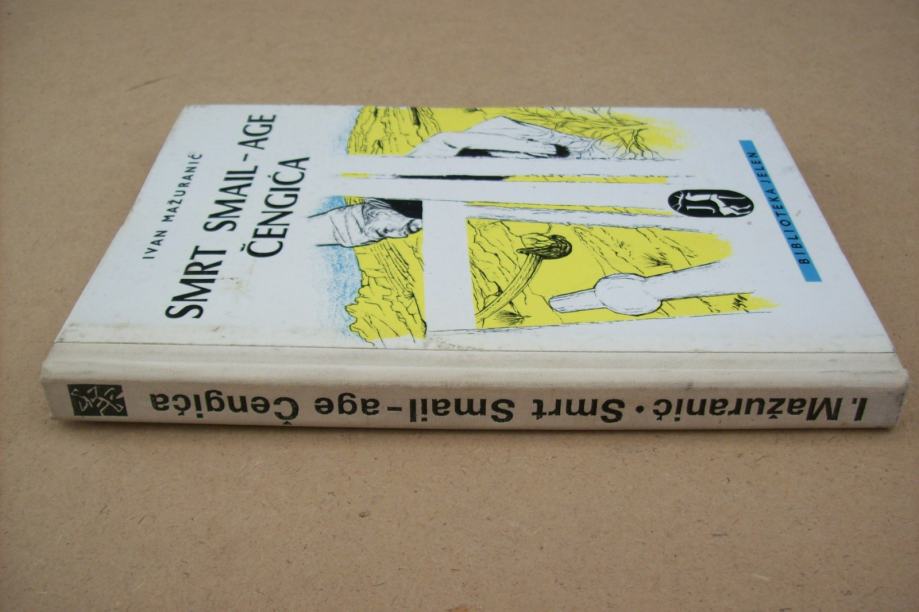 IVAN MAŽURANIĆ
SMRT SMAIL-AGE
ČENGIĆA
BIBLIOTEKA JELEN
I. Mažuranić · Smrt Smail-age Čengića